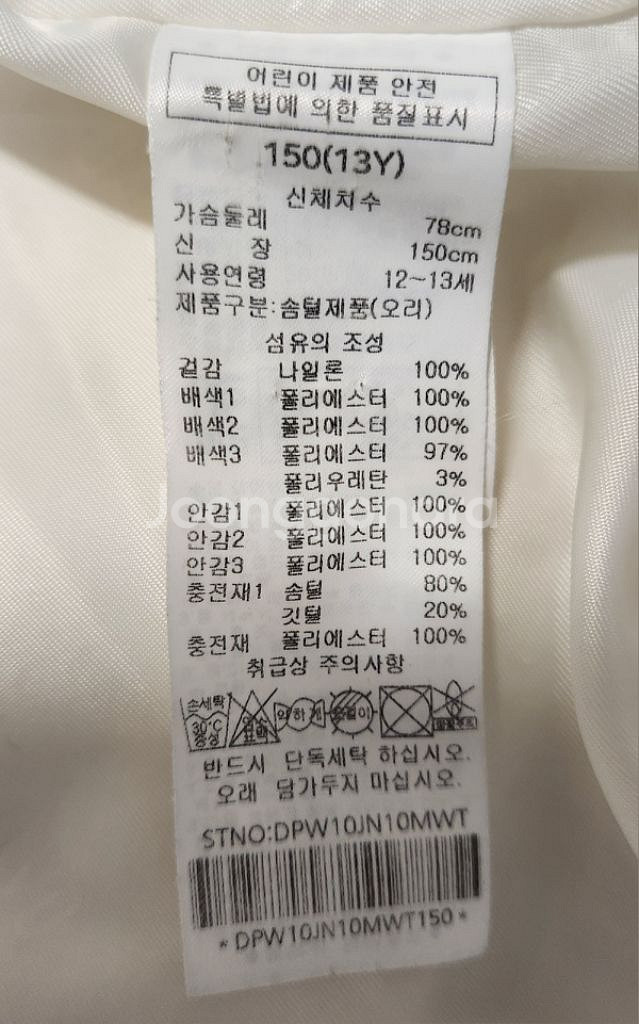 어린이 제품 안전
특별법에 의한 품질표시
150(13Y)
신체치수
가슴둘레 78cm
신 장 150cm
사용연령 12~13세
제품구분:솜털제품(오리)
섬유의 조성
겉감 나일론 100%
배색1 폴리에스터 100%
배색2 폴리에스터 100%
배색3 폴리에스터 97%
폴리우레탄 3%
안감1 폴리에스터 100%
안감2 폴리에스터 100%
안감3 폴리에스터 100%
충전재1 솜털 80%
깃털 20%
충전재 폴리에스터 100%
취급상 주의사항
손세탁 30°C 중성 약하게 옷걸이
반드시 단독세탁 하십시오.
오래 담가두지 마십시오.
STNO:DPW10JN10MWT
*DPW10JN10MWT150*